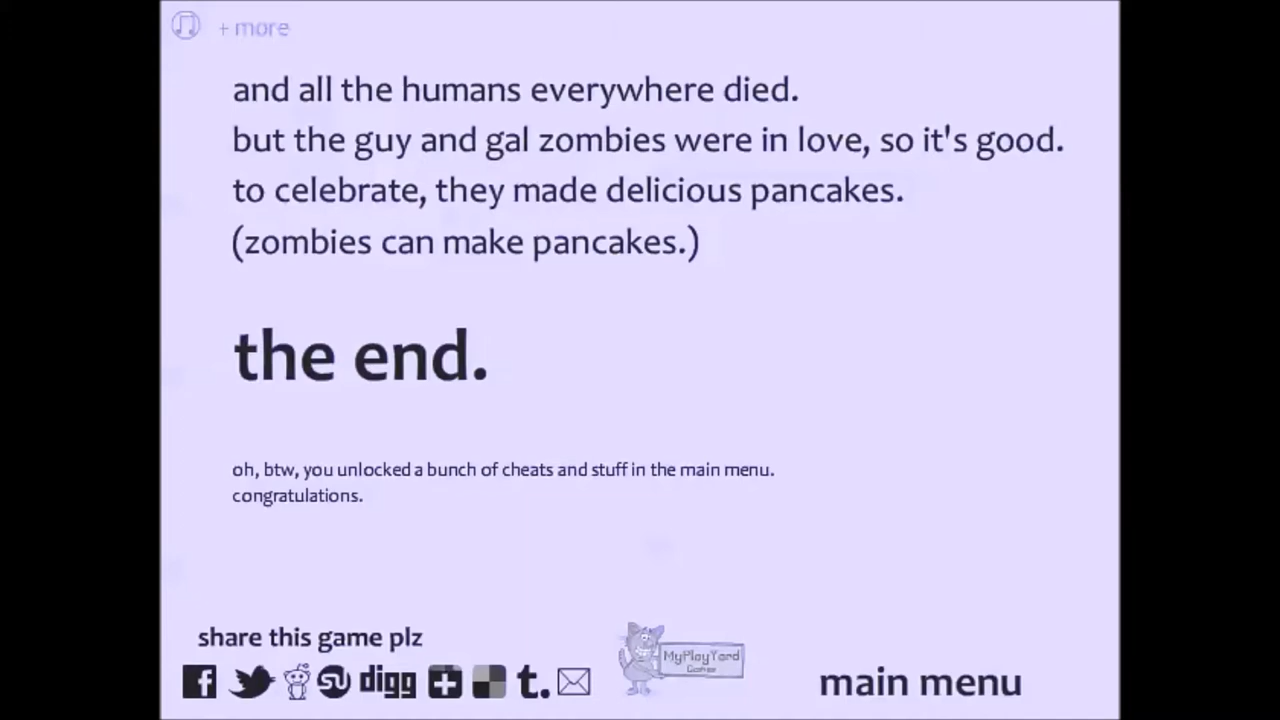 + more
and all the humans everywhere died.
but the guy and gal zombies were in love, so it's good.
to celebrate, they made delicious pancakes.
(zombies can make pancakes.)
the end.
oh, btw, you unlocked a bunch of cheats and stuff in the main menu.
congratulations.
share this game plz
digg
t.
MyPlayYard
Games
main menu